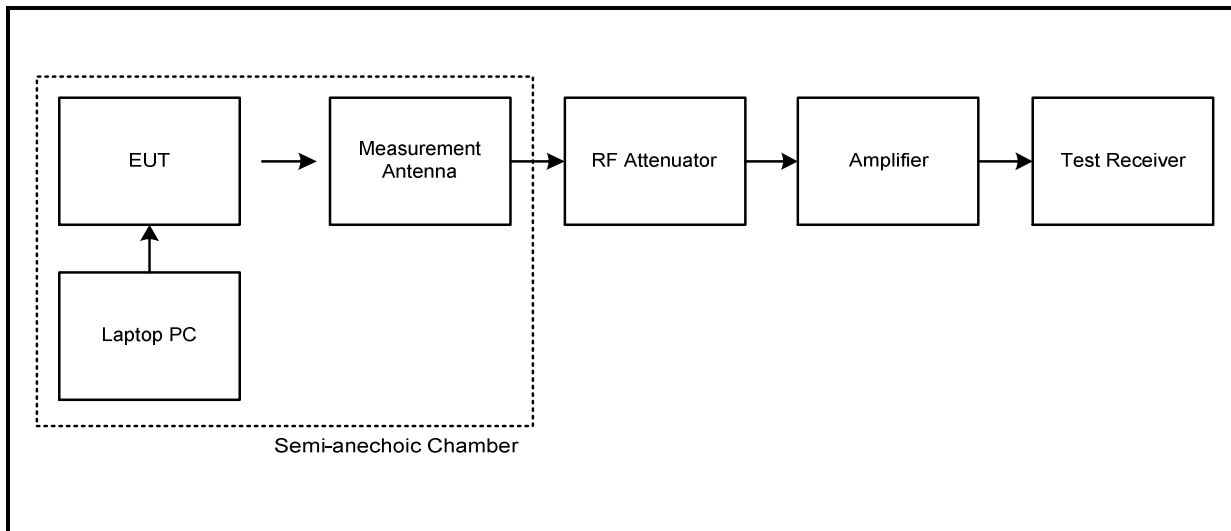 EUT
Measurement
Antenna
RF Attenuator
Amplifier
Test Receiver
Laptop PC
Semi-anechoic Chamber